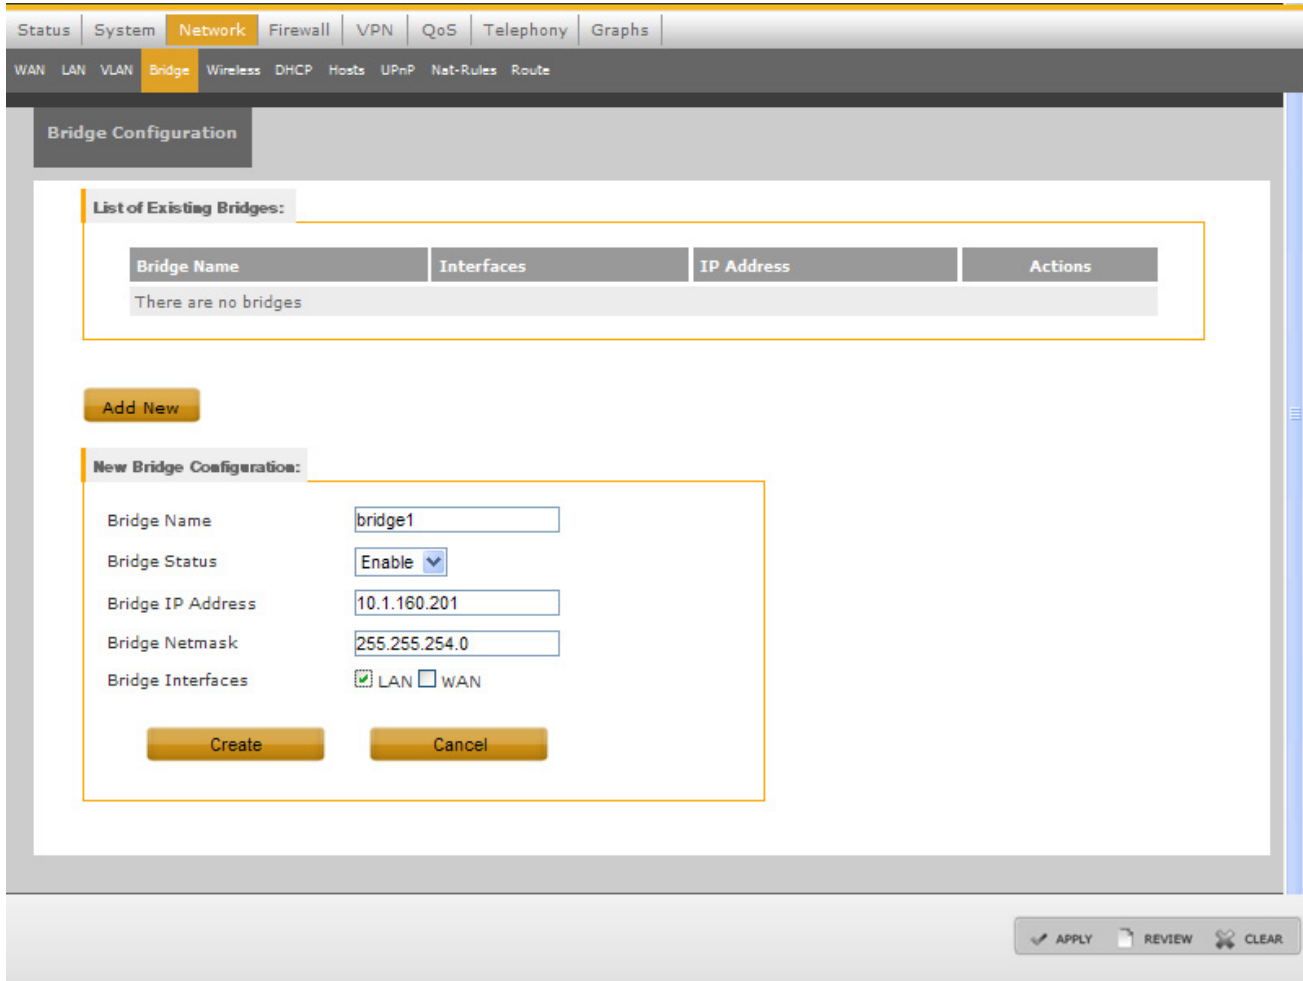 Status System Network Firewall VPN QoS Telephony Graphs
WAN LAN VLAN Bridge Wireless DHCP Hosts UPnP Nat-Rules Route
Bridge Configuration
List of Existing Bridges:
Bridge Name Interfaces IP Address Actions
There are no bridges
Add New
New Bridge Configuration:
Bridge Name bridge1
Bridge Status Enable
Bridge IP Address 10.1.160.201
Bridge Netmask 255.255.254.0
Bridge Interfaces LAN WAN
Create Cancel
APPLY REVIEW CLEAR